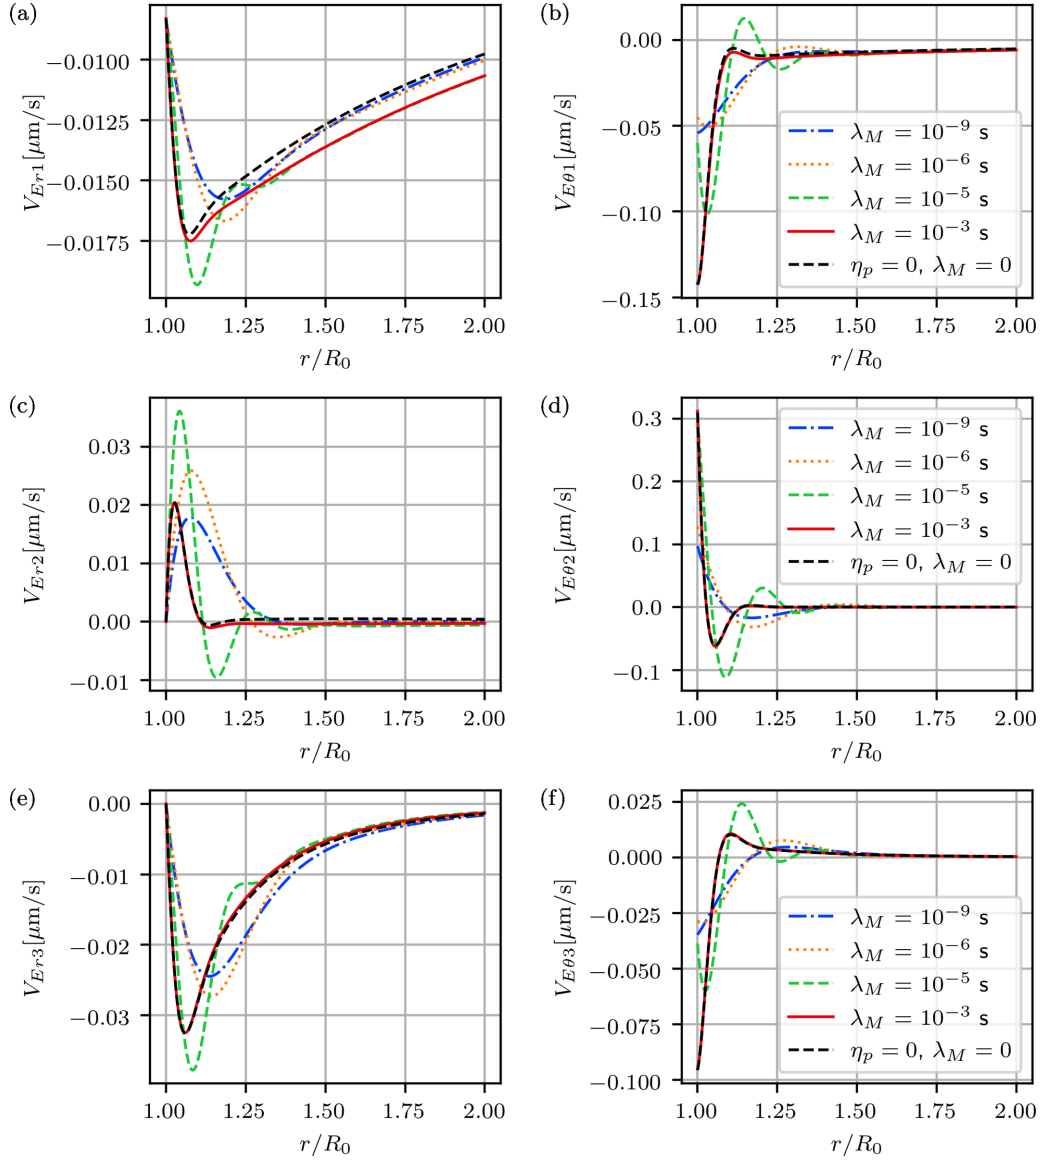 (a)
−0.0100
−0.0125
−0.0150
−0.0175
V_{Er1}[µm/s]
1.00 1.25 1.50 1.75 2.00
r/R_0
(b)
0.00
−0.05
−0.10
−0.15
V_{Eθ1}[µm/s]
λ_M = 10^{−9} s
λ_M = 10^{−6} s
λ_M = 10^{−5} s
λ_M = 10^{−3} s
η_p = 0, λ_M = 0
1.00 1.25 1.50 1.75 2.00
r/R_0
(c)
0.03
0.02
0.01
0.00
−0.01
V_{Er2}[µm/s]
1.00 1.25 1.50 1.75 2.00
r/R_0
(d)
0.3
0.2
0.1
0.0
−0.1
V_{Eθ2}[µm/s]
λ_M = 10^{−9} s
λ_M = 10^{−6} s
λ_M = 10^{−5} s
λ_M = 10^{−3} s
η_p = 0, λ_M = 0
1.00 1.25 1.50 1.75 2.00
r/R_0
(e)
0.00
−0.01
−0.02
−0.03
V_{Er3}[µm/s]
1.00 1.25 1.50 1.75 2.00
r/R_0
(f)
0.025
0.000
−0.025
−0.050
−0.075
−0.100
V_{Eθ3}[µm/s]
λ_M = 10^{−9} s
λ_M = 10^{−6} s
λ_M = 10^{−5} s
λ_M = 10^{−3} s
η_p = 0, λ_M = 0
1.00 1.25 1.50 1.75 2.00
r/R_0